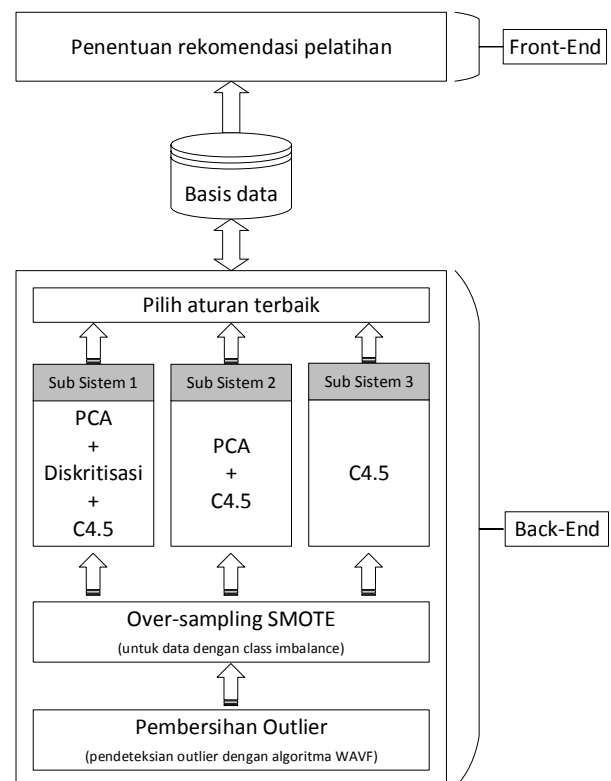 Penentuan rekomendasi pelatihan
Front-End
Basis data
Pilih aturan terbaik
Sub Sistem 1
PCA
+
Diskritisasi
+
C4.5
Sub Sistem 2
PCA
+
C4.5
Sub Sistem 3
C4.5
Back-End
Over-sampling SMOTE
(untuk data dengan class imbalance)
Pembersihan Outlier
(pendeteksian outlier dengan algoritma WAVF)